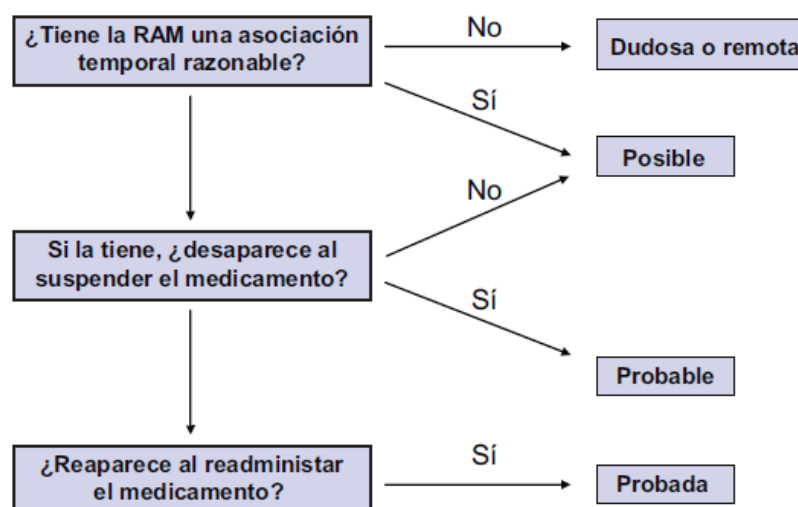 ¿Tiene la RAM una asociación
temporal razonable?
No
Dudosa o remota
Sí
Posible
No
Si la tiene, ¿desaparece al
suspender el medicamento?
Sí
Probable
¿Reaparece al readministar
el medicamento?
Sí
Probada